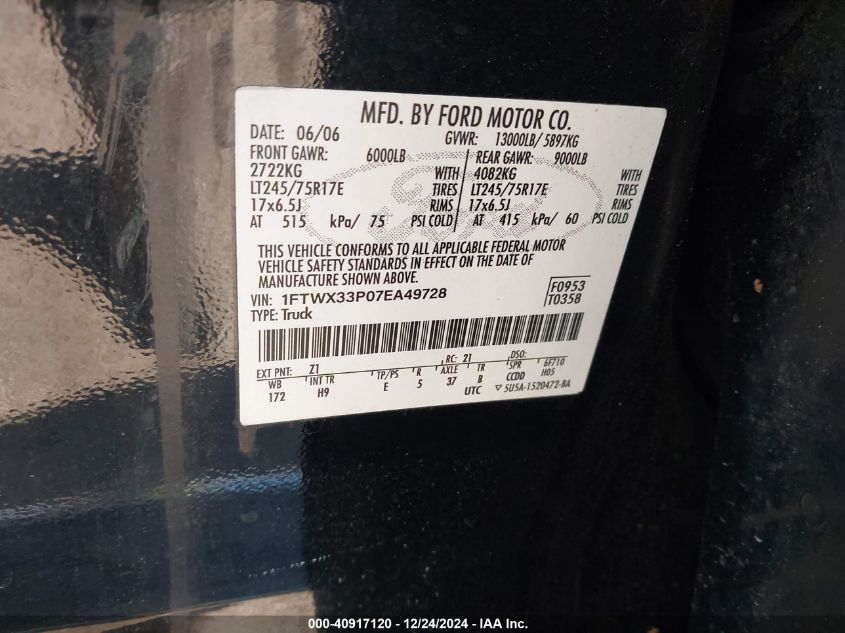 MFD. BY FORD MOTOR CO.
DATE: 06/06 GVWR: 13000LB/ 5897KG
FRONT GAWR: 6000LB REAR GAWR: 9000LB
2722KG WITH 4082KG WITH
LT245/75R17E TIRES LT245/75R17E TIRES
17x6.5J RIMS 17x6.5J RIMS
AT 515 kPa/ 75 PSI COLD AT 415 kPa/ 60 PSI COLD
THIS VEHICLE CONFORMS TO ALL APPLICABLE FEDERAL MOTOR
VEHICLE SAFETY STANDARDS IN EFFECT ON THE DATE OF
MANUFACTURE SHOWN ABOVE.
VIN: 1FTWX33P07EA49728
TYPE: Truck
F0953
T0358
EXT PNT: Z1 RC: 21 DSO:
WB INT TR TP/PS R AXLE TR SPR 6F710
172 H9 E 5 37 B CCDD H05
UTC ▽ 5U5A-1520472-BA
000-40917120 - 12/24/2024 - IAA Inc.